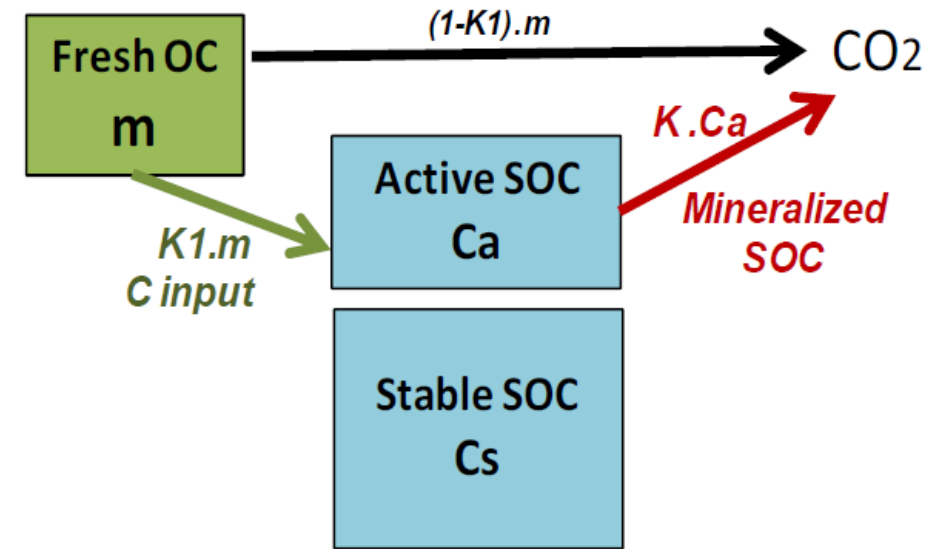 Fresh OC
m
(1-K1).m
CO2
K.Ca
Active SOC
Ca
Mineralized
SOC
K1.m
C input
Stable SOC
Cs